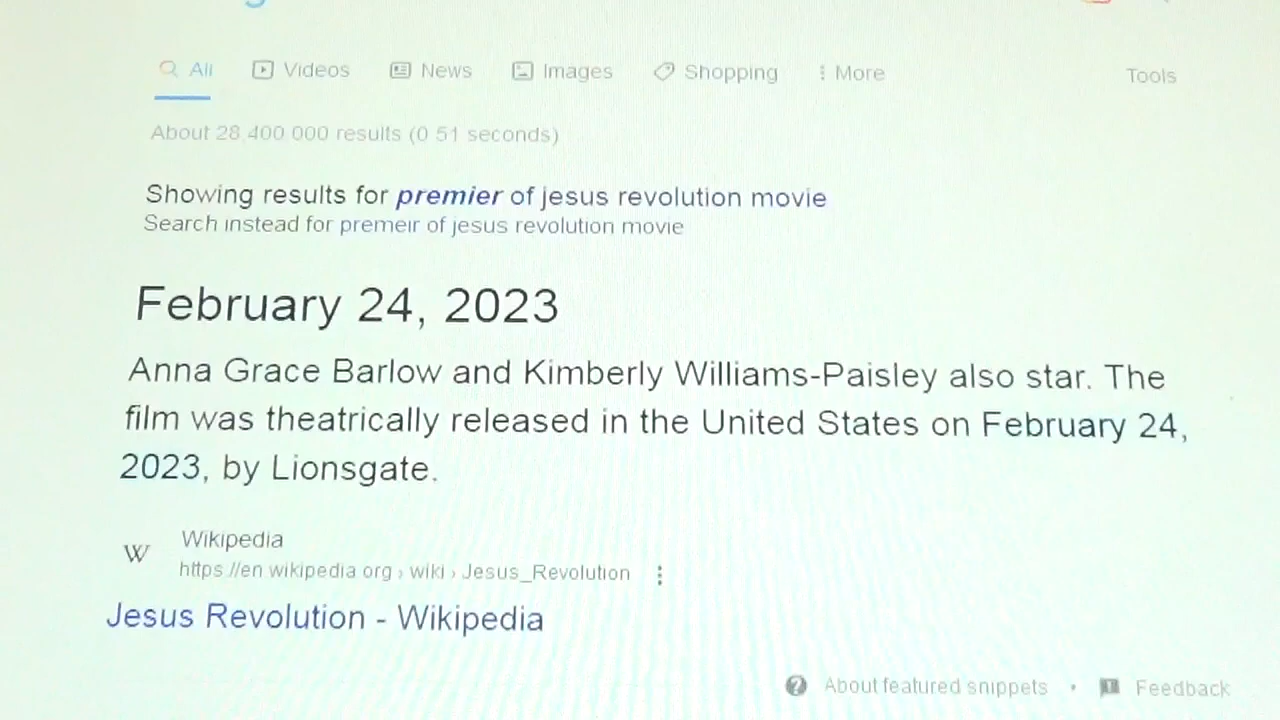 All Videos News Images Shopping More Tools
About 28,400,000 results (0.51 seconds)
Showing results for premier of jesus revolution movie
Search instead for premeir of jesus revolution movie
February 24, 2023
Anna Grace Barlow and Kimberly Williams-Paisley also star. The
film was theatrically released in the United States on February 24,
2023, by Lionsgate.
W Wikipedia
https://en.wikipedia.org › wiki › Jesus_Revolution
Jesus Revolution - Wikipedia
About featured snippets • Feedback